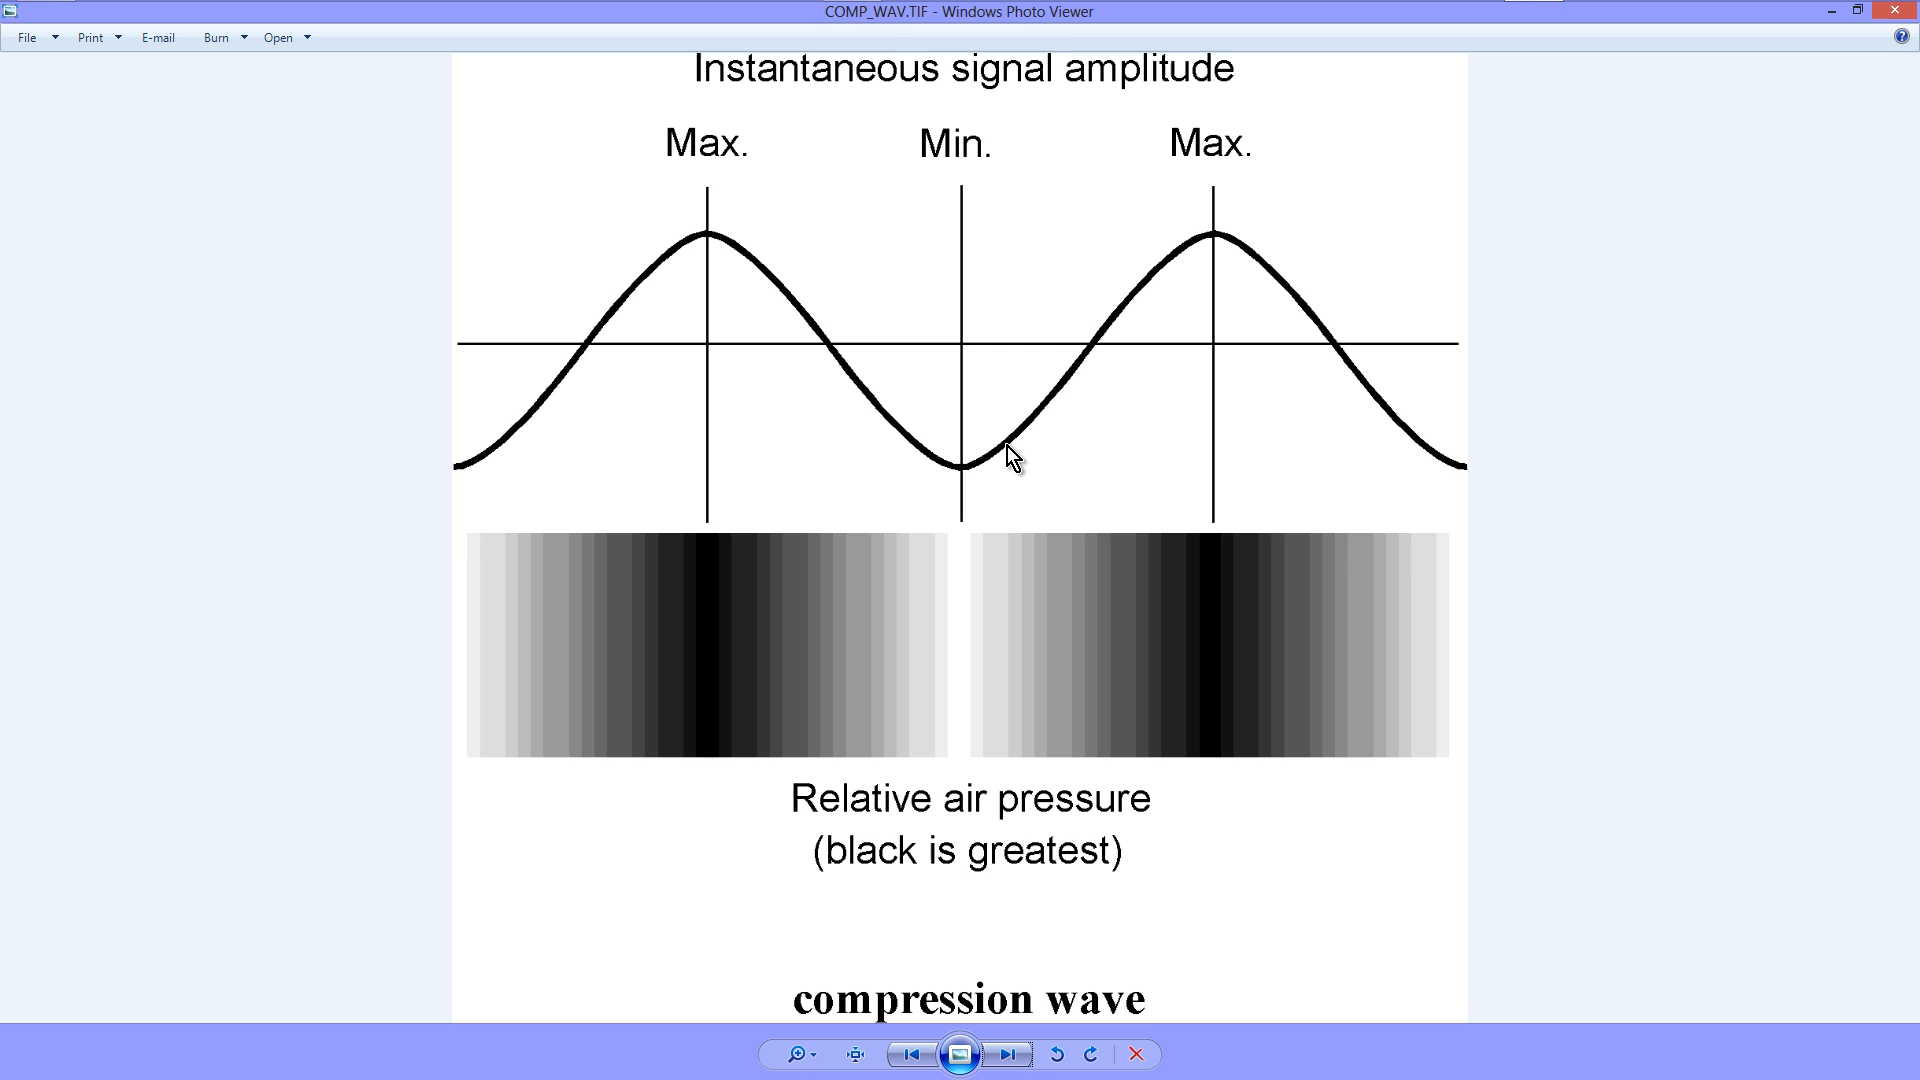 COMP_WAV.TIF - Windows Photo Viewer
File Print E-mail Burn Open
Instantaneous signal amplitude
Max. Min. Max.
Relative air pressure
(black is greatest)
compression wave